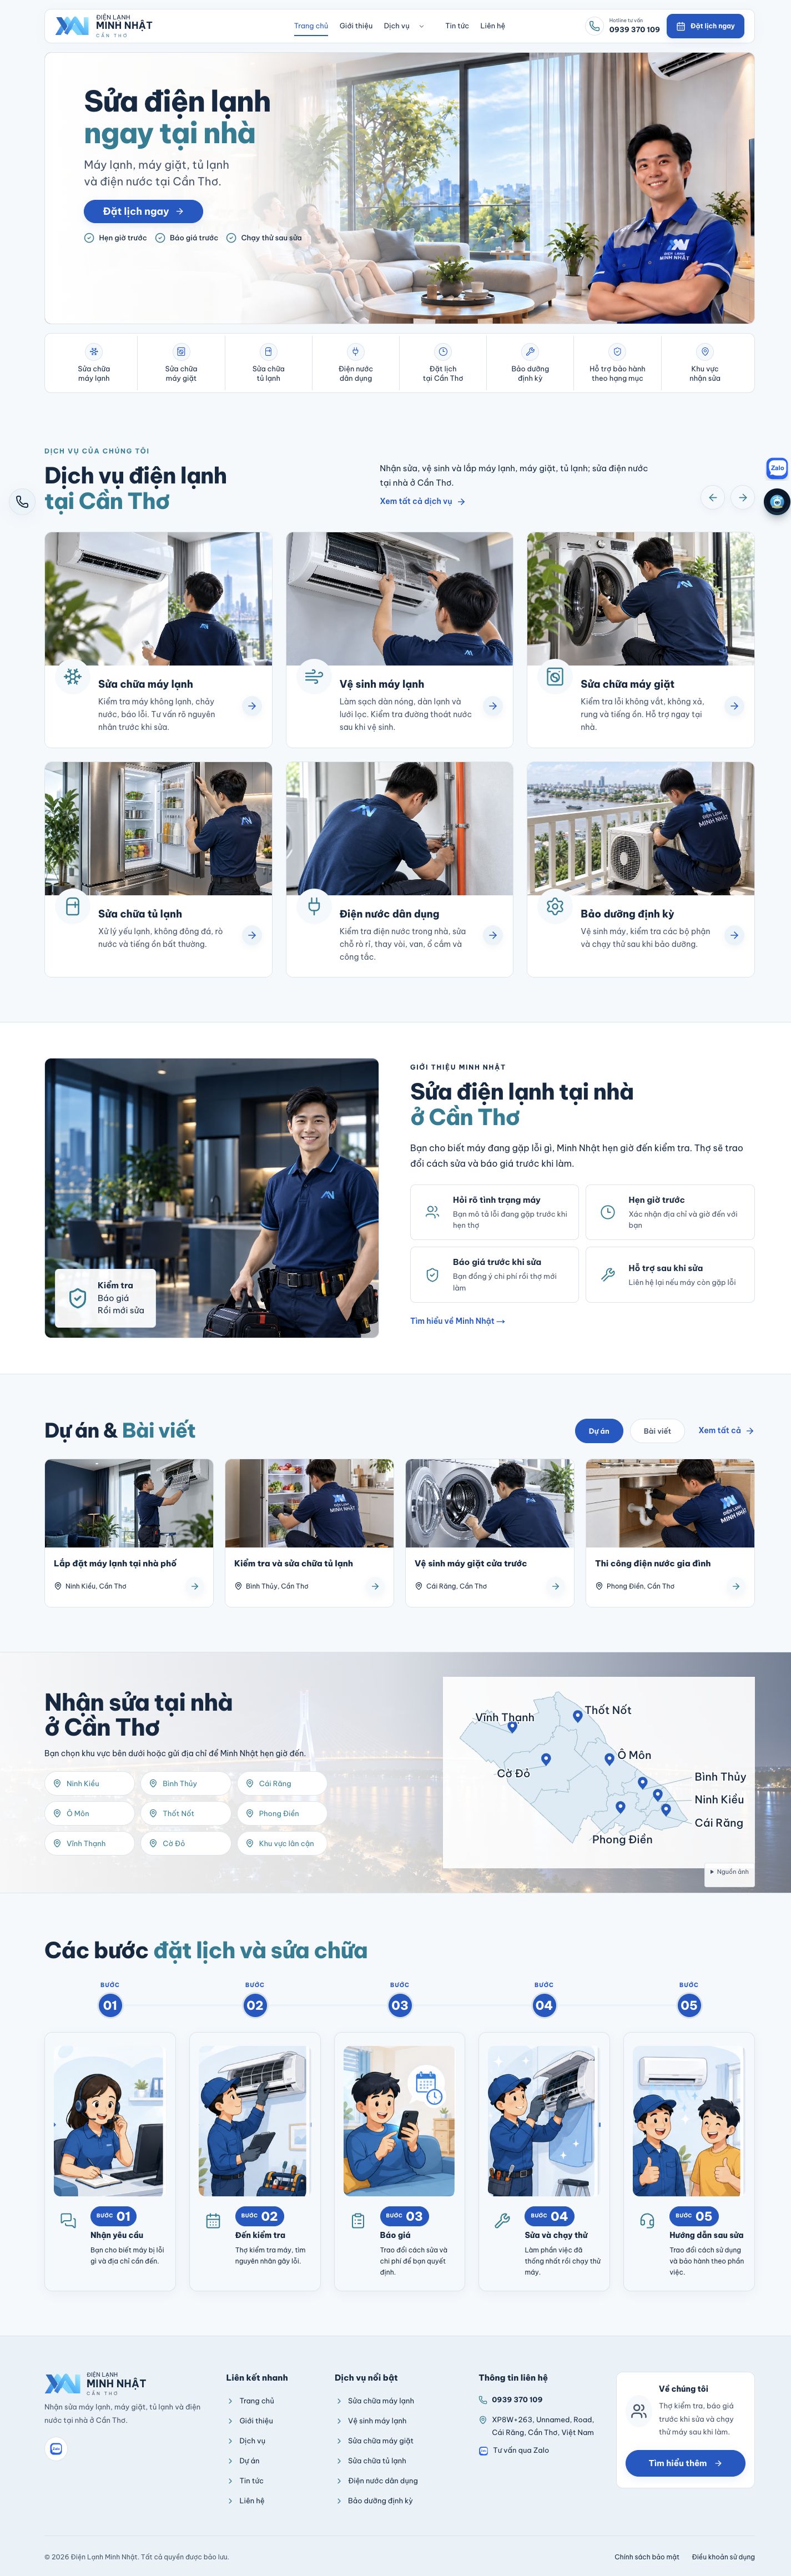 ĐIỆN LẠNH
MINH NHẬT
CẦN THƠ
Trang chủ
Giới thiệu
Dịch vụ
Tin tức
Liên hệ
Hotline tư vấn
0939 370 109
Đặt lịch ngay
Sửa điện lạnh
ngay tại nhà
Máy lạnh, máy giặt, tủ lạnh
và điện nước tại Cần Thơ.
Đặt lịch ngay
Hẹn giờ trước
Báo giá trước
Chạy thử sau sửa
ĐIỆN LẠNH
MINH NHẬT
Sửa chữa
máy lạnh
Sửa chữa
máy giặt
Sửa chữa
tủ lạnh
Điện nước
dân dụng
Đặt lịch
tại Cần Thơ
Bảo dưỡng
định kỳ
Hỗ trợ bảo hành
theo hạng mục
Khu vực
nhận sửa
DỊCH VỤ CỦA CHÚNG TÔI
Dịch vụ điện lạnh
tại Cần Thơ
Nhận sửa, vệ sinh và lắp máy lạnh, máy giặt, tủ lạnh; sửa điện nước
tại nhà ở Cần Thơ.
Xem tất cả dịch vụ
Zalo
Sửa chữa máy lạnh
Kiểm tra máy không lạnh, chảy
nước, báo lỗi. Tư vấn rõ nguyên
nhân trước khi sửa.
Vệ sinh máy lạnh
Làm sạch dàn nóng, dàn lạnh và
lưới lọc. Kiểm tra đường thoát nước
sau khi vệ sinh.
Sửa chữa máy giặt
Kiểm tra lỗi không vắt, không xả,
rung và tiếng ồn. Hỗ trợ ngay tại
nhà.
ĐIỆN LẠNH
MINH NHẬT
Sửa chữa tủ lạnh
Xử lý yếu lạnh, không đông đá, rò
nước và tiếng ồn bất thường.
Điện nước dân dụng
Kiểm tra điện nước trong nhà, sửa
chỗ rò rỉ, thay vòi, van, ổ cắm và
công tắc.
Bảo dưỡng định kỳ
Vệ sinh máy, kiểm tra các bộ phận
và chạy thử sau khi bảo dưỡng.
Kiểm tra
Báo giá
Rồi mới sửa
GIỚI THIỆU MINH NHẬT
Sửa điện lạnh tại nhà
ở Cần Thơ
Bạn cho biết máy đang gặp lỗi gì, Minh Nhật hẹn giờ đến kiểm tra. Thợ sẽ trao
đổi cách sửa và báo giá trước khi làm.
Hỏi rõ tình trạng máy
Bạn mô tả lỗi đang gặp trước khi
hẹn thợ
Hẹn giờ trước
Xác nhận địa chỉ và giờ đến với
bạn
Báo giá trước khi sửa
Bạn đồng ý chi phí rồi thợ mới
làm
Hỗ trợ sau khi sửa
Liên hệ lại nếu máy còn gặp lỗi
Tìm hiểu về Minh Nhật →
Dự án & Bài viết
Dự án
Bài viết
Xem tất cả
ĐIỆN LẠNH
MINH NHẬT
ĐIỆN LẠNH
MINH NHẬT
Lắp đặt máy lạnh tại nhà phố
Ninh Kiều, Cần Thơ
Kiểm tra và sửa chữa tủ lạnh
Bình Thủy, Cần Thơ
Vệ sinh máy giặt cửa trước
Cái Răng, Cần Thơ
Thi công điện nước gia đình
Phong Điền, Cần Thơ
Nhận sửa tại nhà
ở Cần Thơ
Bạn chọn khu vực bên dưới hoặc gửi địa chỉ để Minh Nhật hẹn giờ đến.
Ninh Kiều
Bình Thủy
Cái Răng
Ô Môn
Thốt Nốt
Phong Điền
Vĩnh Thạnh
Cờ Đỏ
Khu vực lân cận
Vĩnh Thạnh
Thốt Nốt
Cờ Đỏ
Ô Môn
Bình Thủy
Ninh Kiều
Cái Răng
Phong Điền
Nguồn ảnh
Các bước đặt lịch và sửa chữa
BƯỚC
01
BƯỚC
02
BƯỚC
03
BƯỚC
04
BƯỚC
05
BƯỚC 01
Nhận yêu cầu
Bạn cho biết máy bị lỗi
gì và địa chỉ cần đến.
BƯỚC 02
Đến kiểm tra
Thợ kiểm tra máy, tìm
nguyên nhân gây lỗi.
BƯỚC 03
Báo giá
Trao đổi cách sửa và
chi phí để bạn quyết
định.
BƯỚC 04
Sửa và chạy thử
Làm phần việc đã
thống nhất rồi chạy thử
máy.
BƯỚC 05
Hướng dẫn sau sửa
Trao đổi cách sử dụng
và bảo hành theo phần
việc.
ĐIỆN LẠNH
MINH NHẬT
CẦN THƠ
Nhận sửa máy lạnh, máy giặt, tủ lạnh và điện
nước tại nhà ở Cần Thơ.
Zalo
Liên kết nhanh
Trang chủ
Giới thiệu
Dịch vụ
Dự án
Tin tức
Liên hệ
Dịch vụ nổi bật
Sửa chữa máy lạnh
Vệ sinh máy lạnh
Sửa chữa máy giặt
Sửa chữa tủ lạnh
Điện nước dân dụng
Bảo dưỡng định kỳ
Thông tin liên hệ
0939 370 109
XP8W+263, Unnamed, Road,
Cái Răng, Cần Thơ, Việt Nam
Tư vấn qua Zalo
Về chúng tôi
Thợ kiểm tra, báo giá
trước khi sửa và chạy
thử máy sau khi làm.
Tìm hiểu thêm
© 2026 Điện Lạnh Minh Nhật. Tất cả quyền được bảo lưu.
Chính sách bảo mật
Điều khoản sử dụng